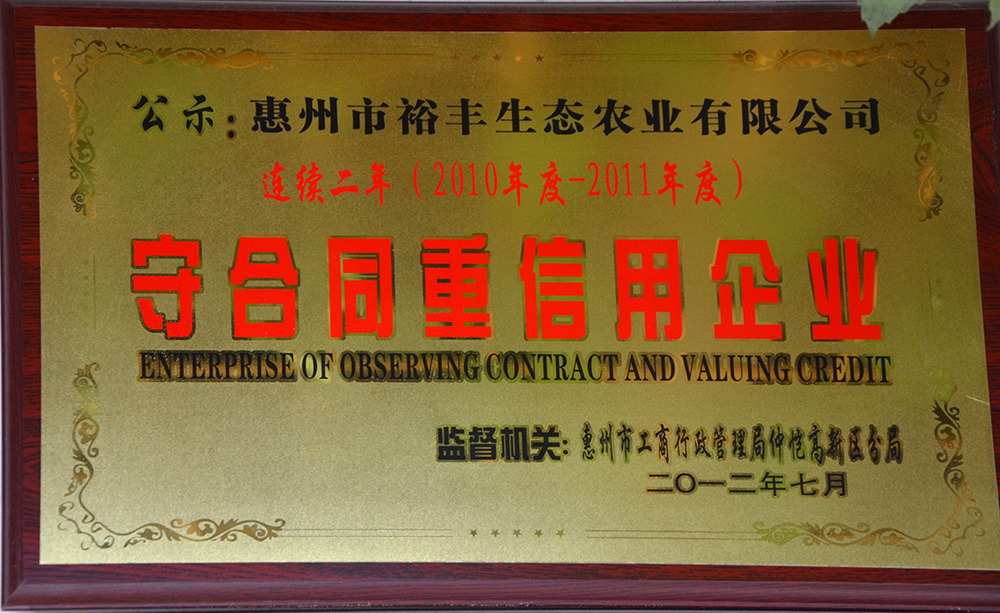 公示:惠州市裕丰生态农业有限公司
连续二年(2010年度-2011年度)
守合同重信用企业
ENTERPRISE OF OBSERVING CONTRACT AND VALUING CREDIT
监督机关:惠州市工商行政管理局仲恺高新区分局
二〇一二年七月